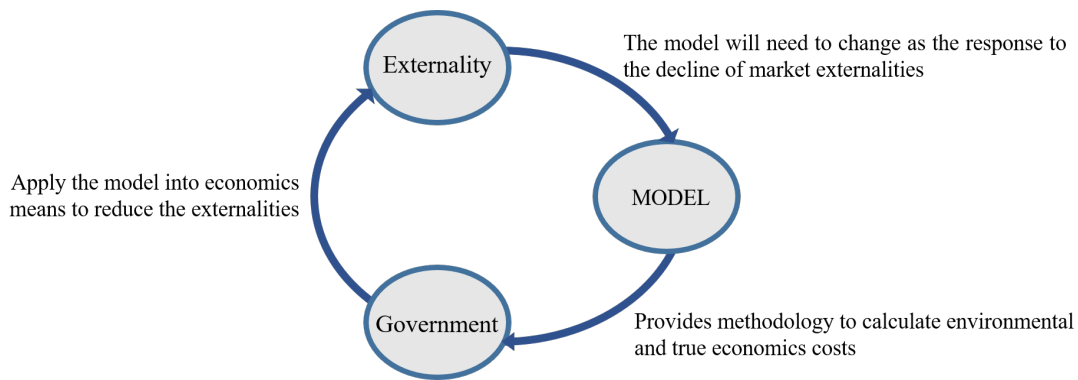 Externality
The model will need to change as the response to
the decline of market externalities
MODEL
Apply the model into economics
means to reduce the externalities
Government
Provides methodology to calculate environmental
and true economics costs